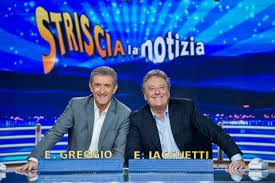 STRISCIA la NOTIZIA
E. GREGGIO
E. IACCHETTI